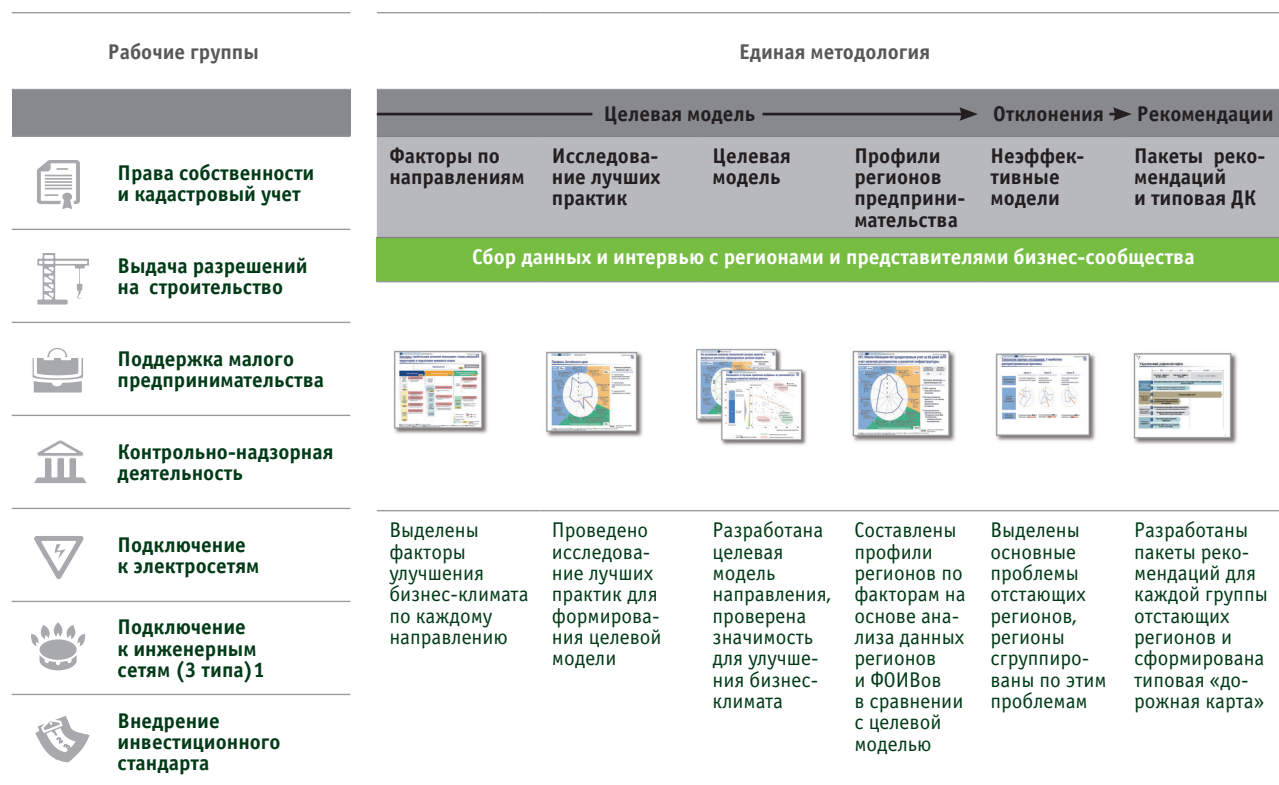 Рабочие группы
Единая методология
Целевая модель
Отклонения
Рекомендации
Права собственности
и кадастровый учет
Выдача разрешений
на строительство
Поддержка малого
предпринимательства
Контрольно-надзорная
деятельность
Подключение
к электросетям
Подключение
к инженерным
сетям (3 типа)1
Внедрение
инвестиционного
стандарта
Факторы по
направлениям
Исследова-
ние лучших
практик
Целевая
модель
Профили
регионов
предприни-
мательства
Неэффек-
тивные
модели
Пакеты реко-
мендаций
и типовая ДК
Сбор данных и интервью с регионами и представителями бизнес-сообщества
Выделены
факторы
улучшения
бизнес-климата
по каждому
направлению
Проведено
исследова-
ние лучших
практик для
формирова-
ния целевой
модели
Разработана
целевая
модель
направления,
проверена
значимость
для улучше-
ния бизнес-
климата
Составлены
профили
регионов по
факторам на
основе ана-
лиза данных
регионов
и ФОИВов
в сравнении
с целевой
моделью
Выделены
основные
проблемы
отстающих
регионов,
регионы
сгруппиро-
ваны по этим
проблемам
Разработаны
пакеты реко-
мендаций для
каждой группы
отстающих
регионов и
сформирована
типовая «до-
рожная карта»